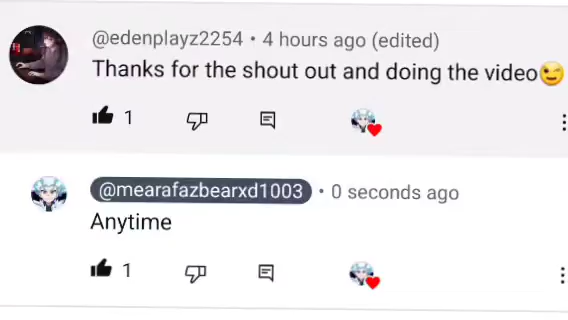 @edenplayz2254 • 4 hours ago (edited)
Thanks for the shout out and doing the video😉
1
@mearafazbearxd1003 • 0 seconds ago
Anytime
1